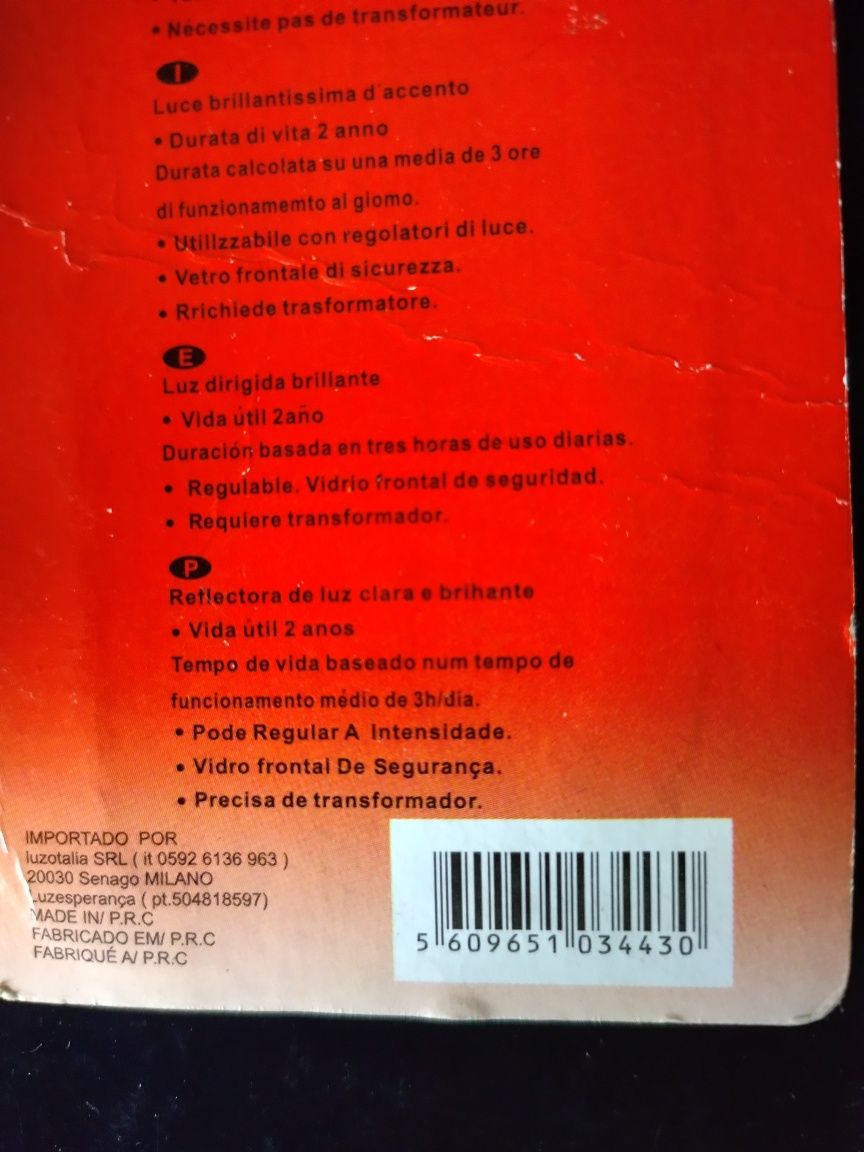 • Nécessite pas de transformateur.
I
Luce brillantissima d'accento
• Durata di vita 2 anno
Durata calcolata su una media di 3 ore
di funzionamemto al giomo.
• Utillzzabile con regolatori di luce.
• Vetro frontale di sicurezza.
• Rrichiede trasformatore.
E
Luz dirigida brillante
• Vida útil 2año
Duración basada en tres horas de uso diarias.
• Regulable. Vidrio frontal de seguridad.
• Requiere transformador.
P
Reflectora de luz clara e brihante
• Vida útil 2 anos
Tempo de vida baseado num tempo de
funcionamento médio de 3h/dia.
• Pode Regular A Intensidade.
• Vidro frontal De Segurança.
• Precisa de transformador.
IMPORTADO POR
luzotalia SRL ( it 0592 6136 963 )
20030 Senago MILANO
Luzesperança ( pt.504818597)
MADE IN/ P.R.C
FABRICADO EM/ P.R.C
FABRIQUÉ A/ P.R.C
5 609651 034430